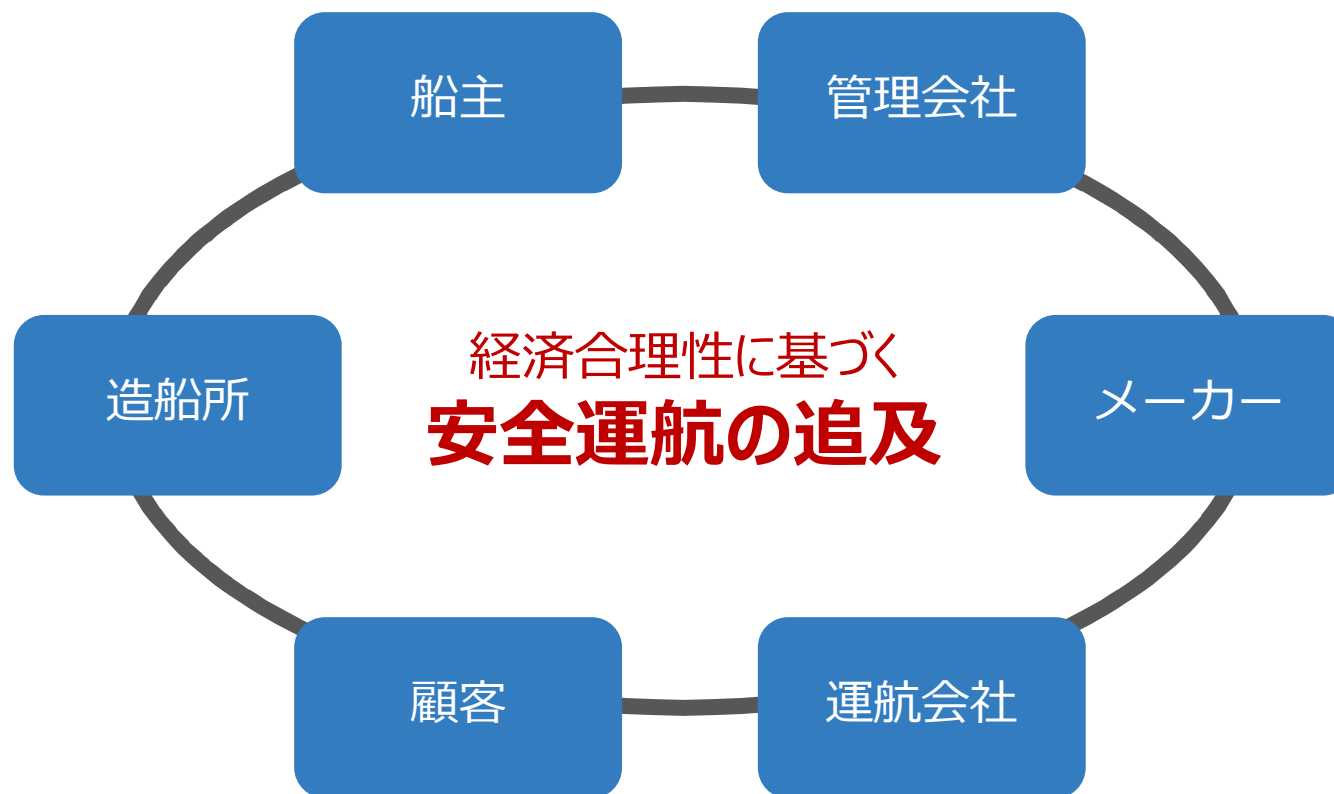 船主
管理会社
造船所
経済合理性に基づく
安全運航の追及
メーカー
顧客
運航会社